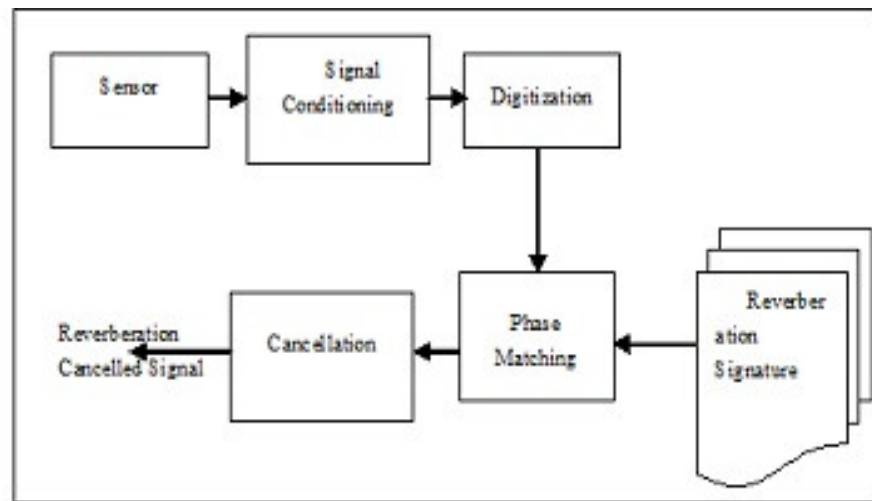 Sensor
Signal
Conditioning
Digitization
Reverberation
Cancelled Signal
Cancellation
Phase
Matching
Reverber
ation
Signature